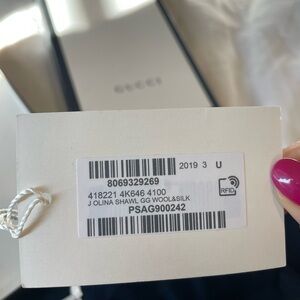 GUCCI
2019 3 U
8069329269
418221 4K646 4100
J OLINA SHAWL GG WOOL&SILK
RFID
PSAG900242